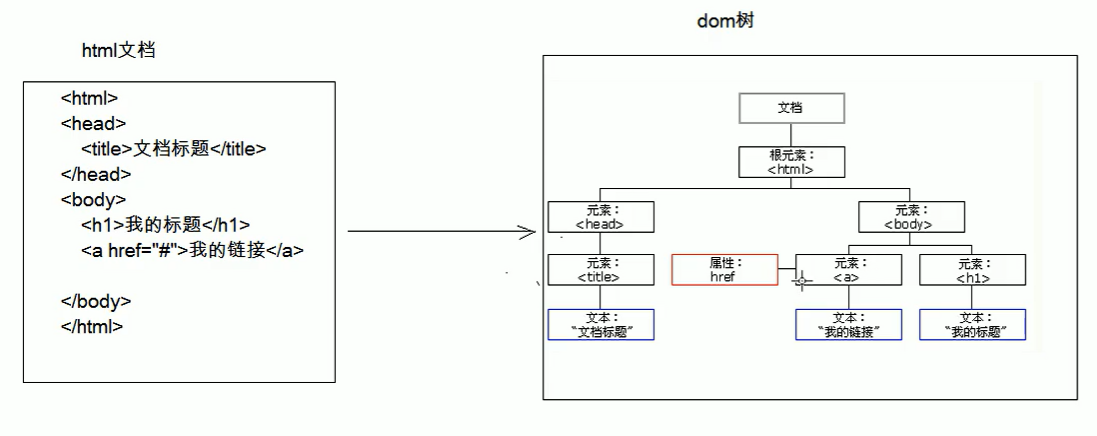 dom树
html文档
<html>
<head>
<title>文档标题</title>
</head>
<body>
<h1>我的标题</h1>
<a href="#">我的链接</a>
</body>
</html>
文档
根元素：
<html>
元素：
<head>
元素：
<body>
元素：
<title>
属性：
href
元素：
<a>
元素：
<h1>
文本：
“文档标题”
文本：
“我的链接”
文本：
“我的标题”